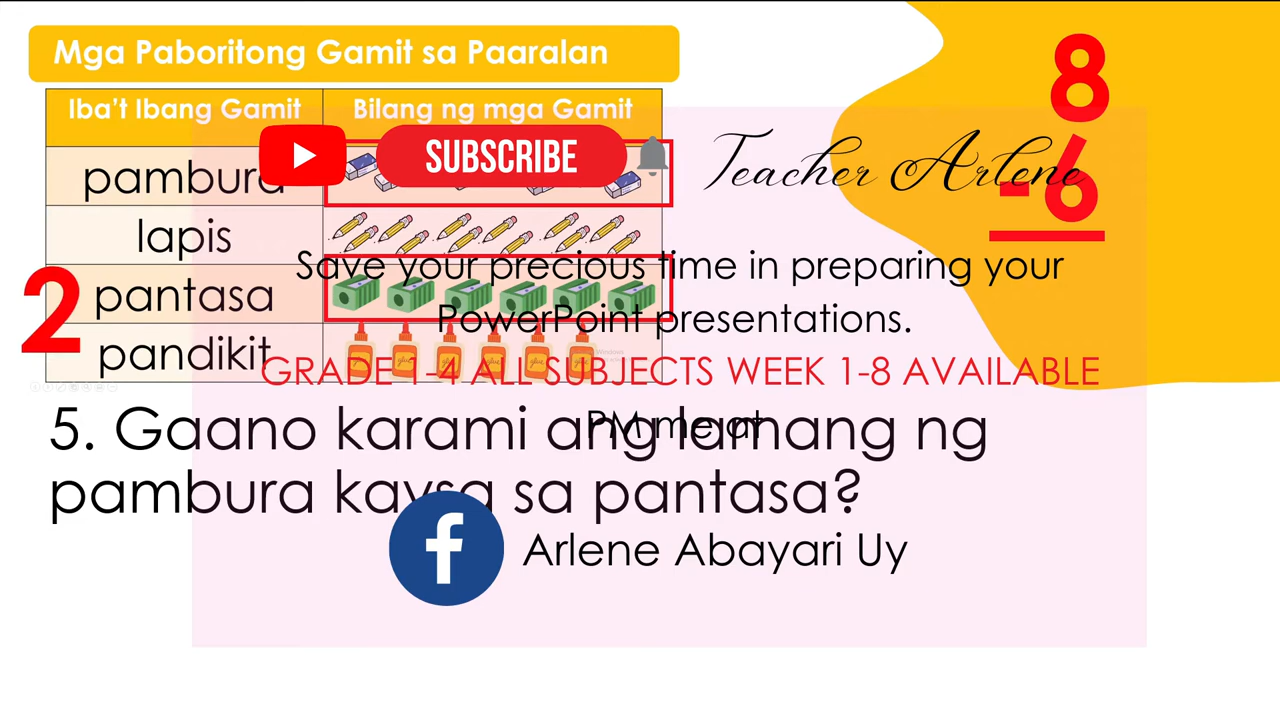 Mga Paboritong Gamit sa Paaralan
8
-6
Iba't Ibang Gamit
Bilang ng mga Gamit
pambura
lapis
pantasa
pandikit
2
SUBSCRIBE
Teacher Arlene
Save your precious time in preparing your
PowerPoint presentations.
GRADE 1-4 ALL SUBJECTS WEEK 1-8 AVAILABLE
PM me at
5. Gaano karami ang lamang ng
pambura kaysa sa pantasa?
f
Arlene Abayari Uy